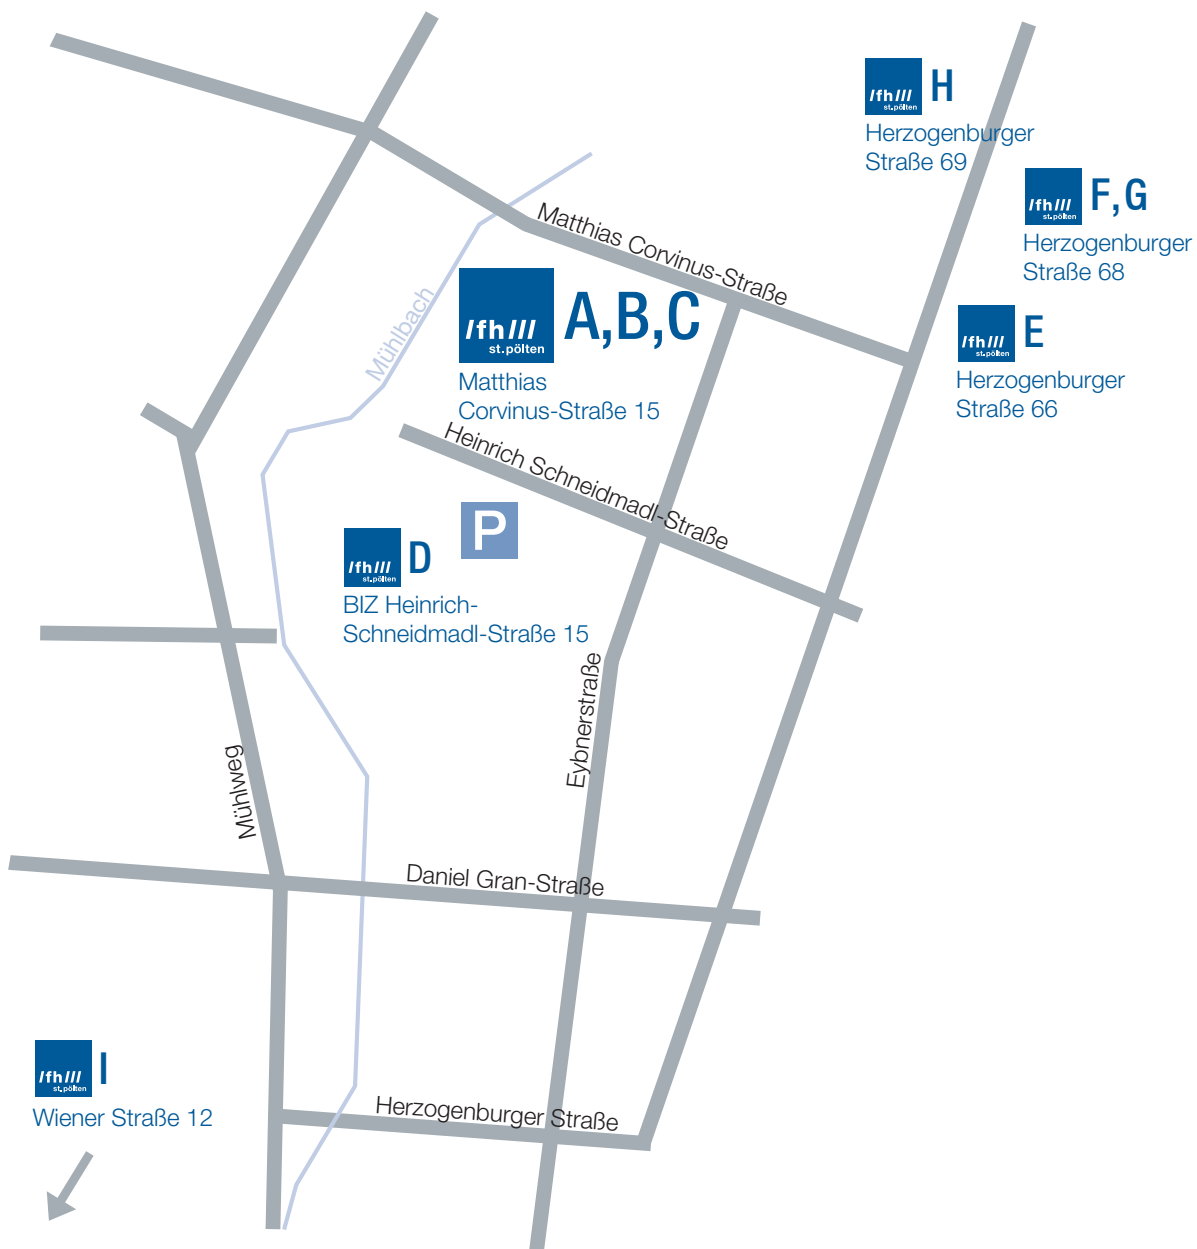 /fh///
st.pölten
H
Herzogenburger
Straße 69
/fh///
st.pölten
F,G
Herzogenburger
Straße 68
Matthias Corvinus-Straße
/fh///
st.pölten
A,B,C
Matthias
Corvinus-Straße 15
Mühlbach
/fh///
st.pölten
E
Herzogenburger
Straße 66
Heinrich Schneidmadl-Straße
P
/fh///
st.pölten
D
BIZ Heinrich-
Schneidmadl-Straße 15
Eybnerstraße
Mühlweg
Daniel Gran-Straße
/fh///
st.pölten
I
Wiener Straße 12
Herzogenburger Straße